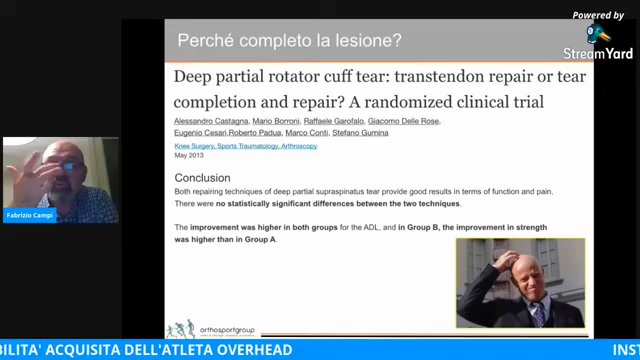 Powered by
StreamYard
Perché completo la lesione?
Deep partial rotator cuff tear: transtendon repair or tear
completion and repair? A randomized clinical trial
Alessandro Castagna, Mario Borroni, Raffaele Garofalo, Giacomo Delle Rose,
Eugenio Cesari,Roberto Padua, Marco Conti, Stefano Gumina
Knee Surgery, Sports Traumatology, Arthroscopy
May 2013
Conclusion
Both repairing techniques of deep partial supraspinatus tear provide good results in terms of function and pain.
There were no statistically significant differences between the two techniques.
The improvement was higher in both groups for the ADL, and in Group B, the improvement in strength
was higher than in Group A.
Fabrizio Campi
orthosportgroup
BILITA' ACQUISITA DELL'ATLETA OVERHEAD
INST